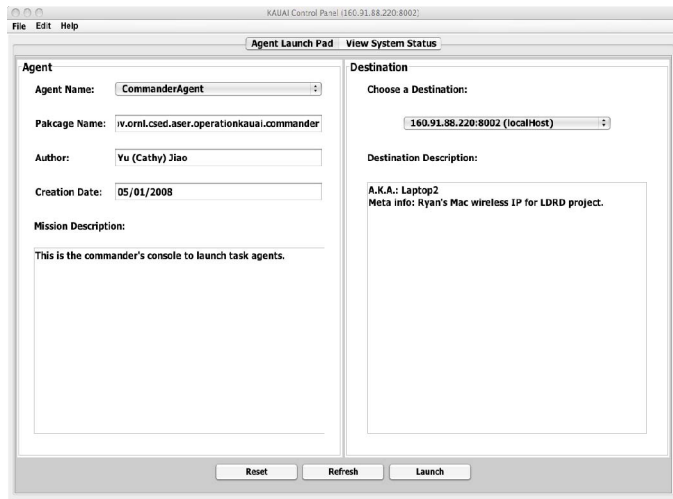 KAUAI Control Panel (160.91.88.220:8002)
File Edit Help
Agent Launch Pad View System Status
Agent
Agent Name: CommanderAgent
Pakcage Name: ov.ornl.csed.aser.operationkauai.commander
Author: Yu (Cathy) Jiao
Creation Date: 05/01/2008
Mission Description:
This is the commander's console to launch task agents.
Destination
Choose a Destination:
160.91.88.220:8002 (localHost)
Destination Description:
A.K.A.: Laptop2
Meta info: Ryan's Mac wireless IP for LDRD project.
Reset Refresh Launch